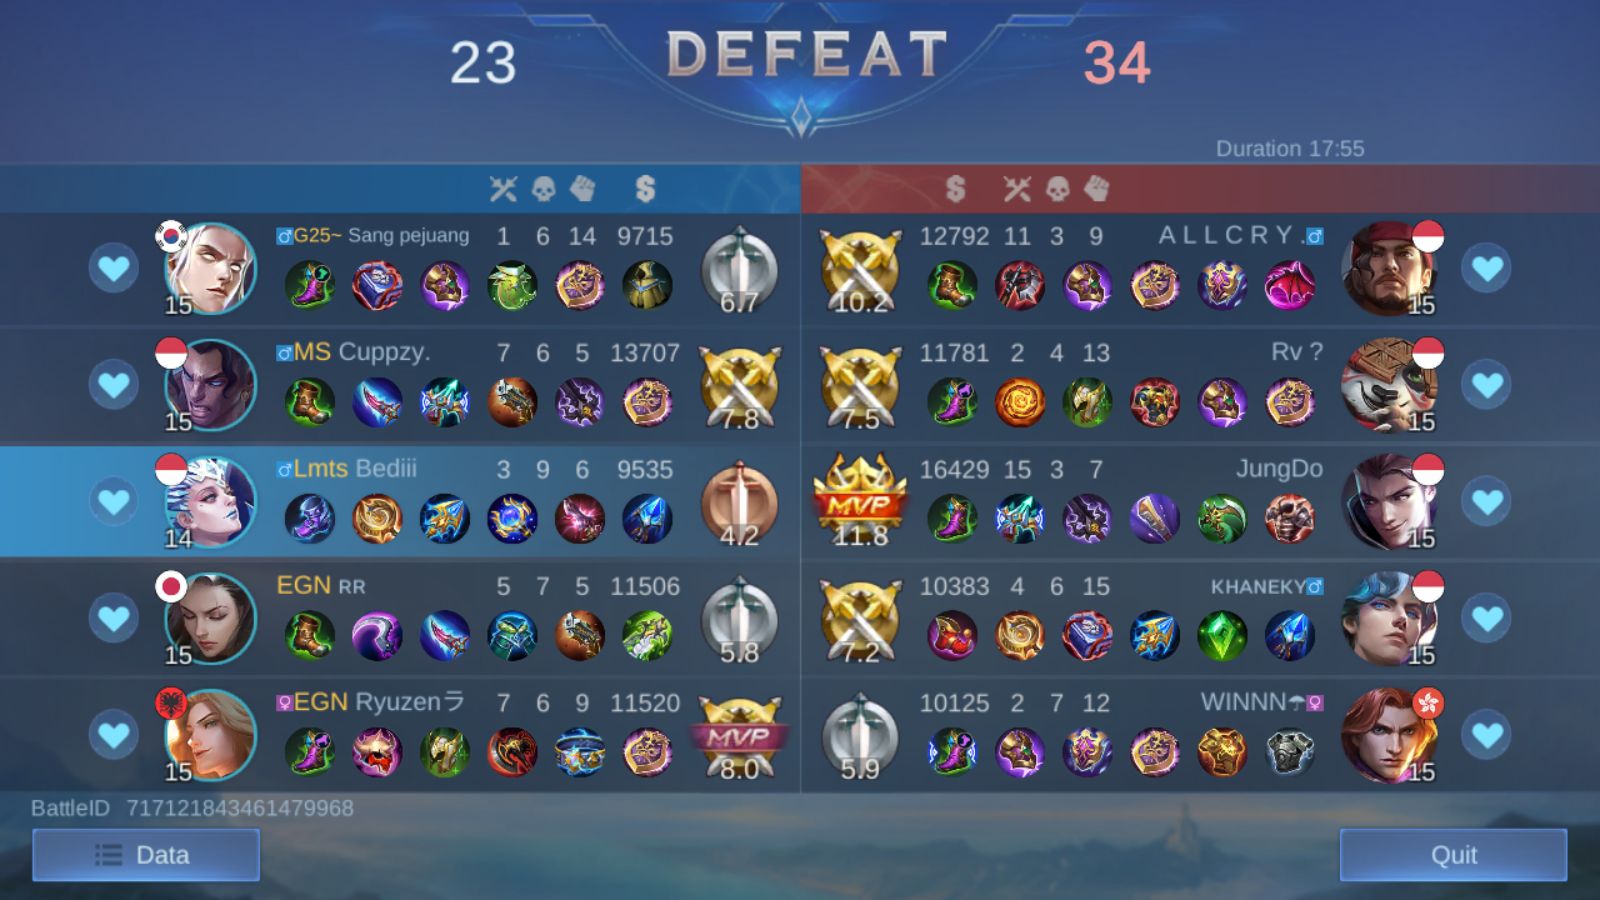 23 DEFEAT 34
Duration 17:55
G25~ Sang pejuang 1 6 14 9715
15 6.7
12792 11 3 9 A L L C R Y .
10.2 15
MS Cuppzy. 7 6 5 13707
15 7.8
11781 2 4 13 Rv ?
7.5 15
Lmts Bediii 3 9 6 9535
14 4.2
16429 15 3 7 JungDo
MVP
11.8 15
EGN RR 5 7 5 11506
15 5.8
10383 4 6 15 KHANEKY
7.2 15
EGN Ryuzenラ 7 6 9 11520
MVP
15 8.0
10125 2 7 12 WINNN☂
5.9 15
BattleID 717121843461479968
Data
Quit